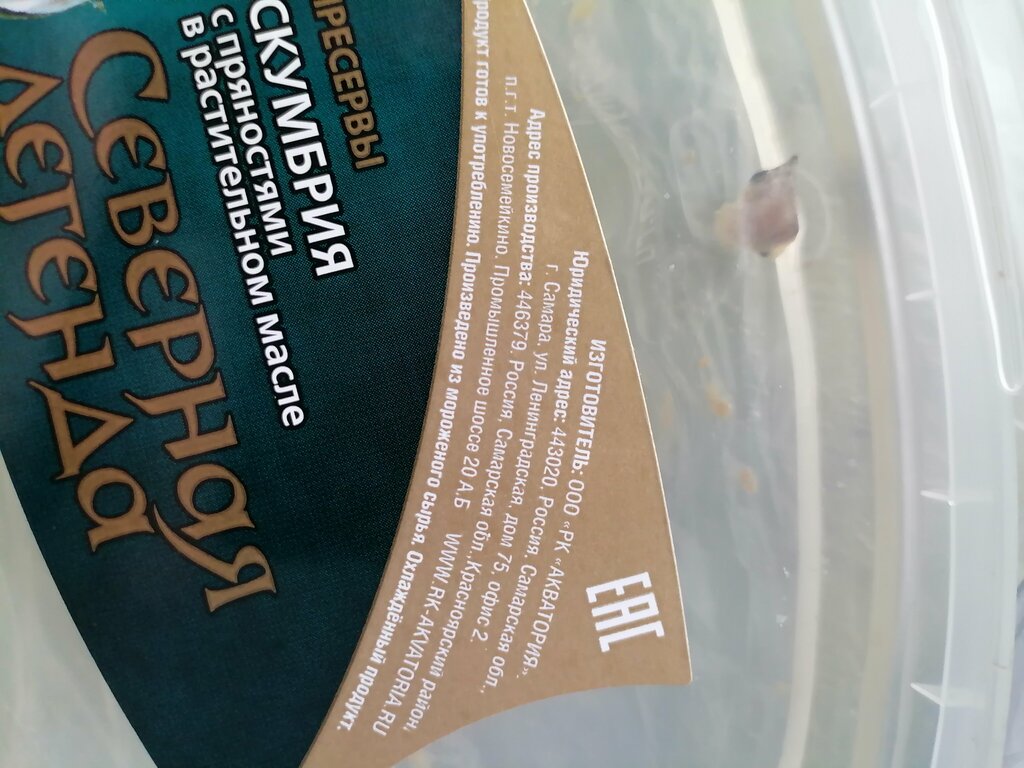 ПРЕСЕРВЫ
СКУМБРИЯ
с пряностями
в растительном масле
Северная
легенда
ИЗГОТОВИТЕЛЬ: ООО «РК «АКВАТОРИЯ».
Юридический адрес: 443020, Россия, Самарская обл.,
г. Самара, ул. Ленинградская, дом 75, офис 2.
Адрес производства: 446379, Россия, Самарская обл., Красноярский район,
п.г.т. Новосемейкино, Промышленное шоссе 20 А,Б WWW.RK-AKVATORIA.RU
родукт готов к употреблению. Произведено из мороженого сырья. Охлаждённый продукт.
EAC